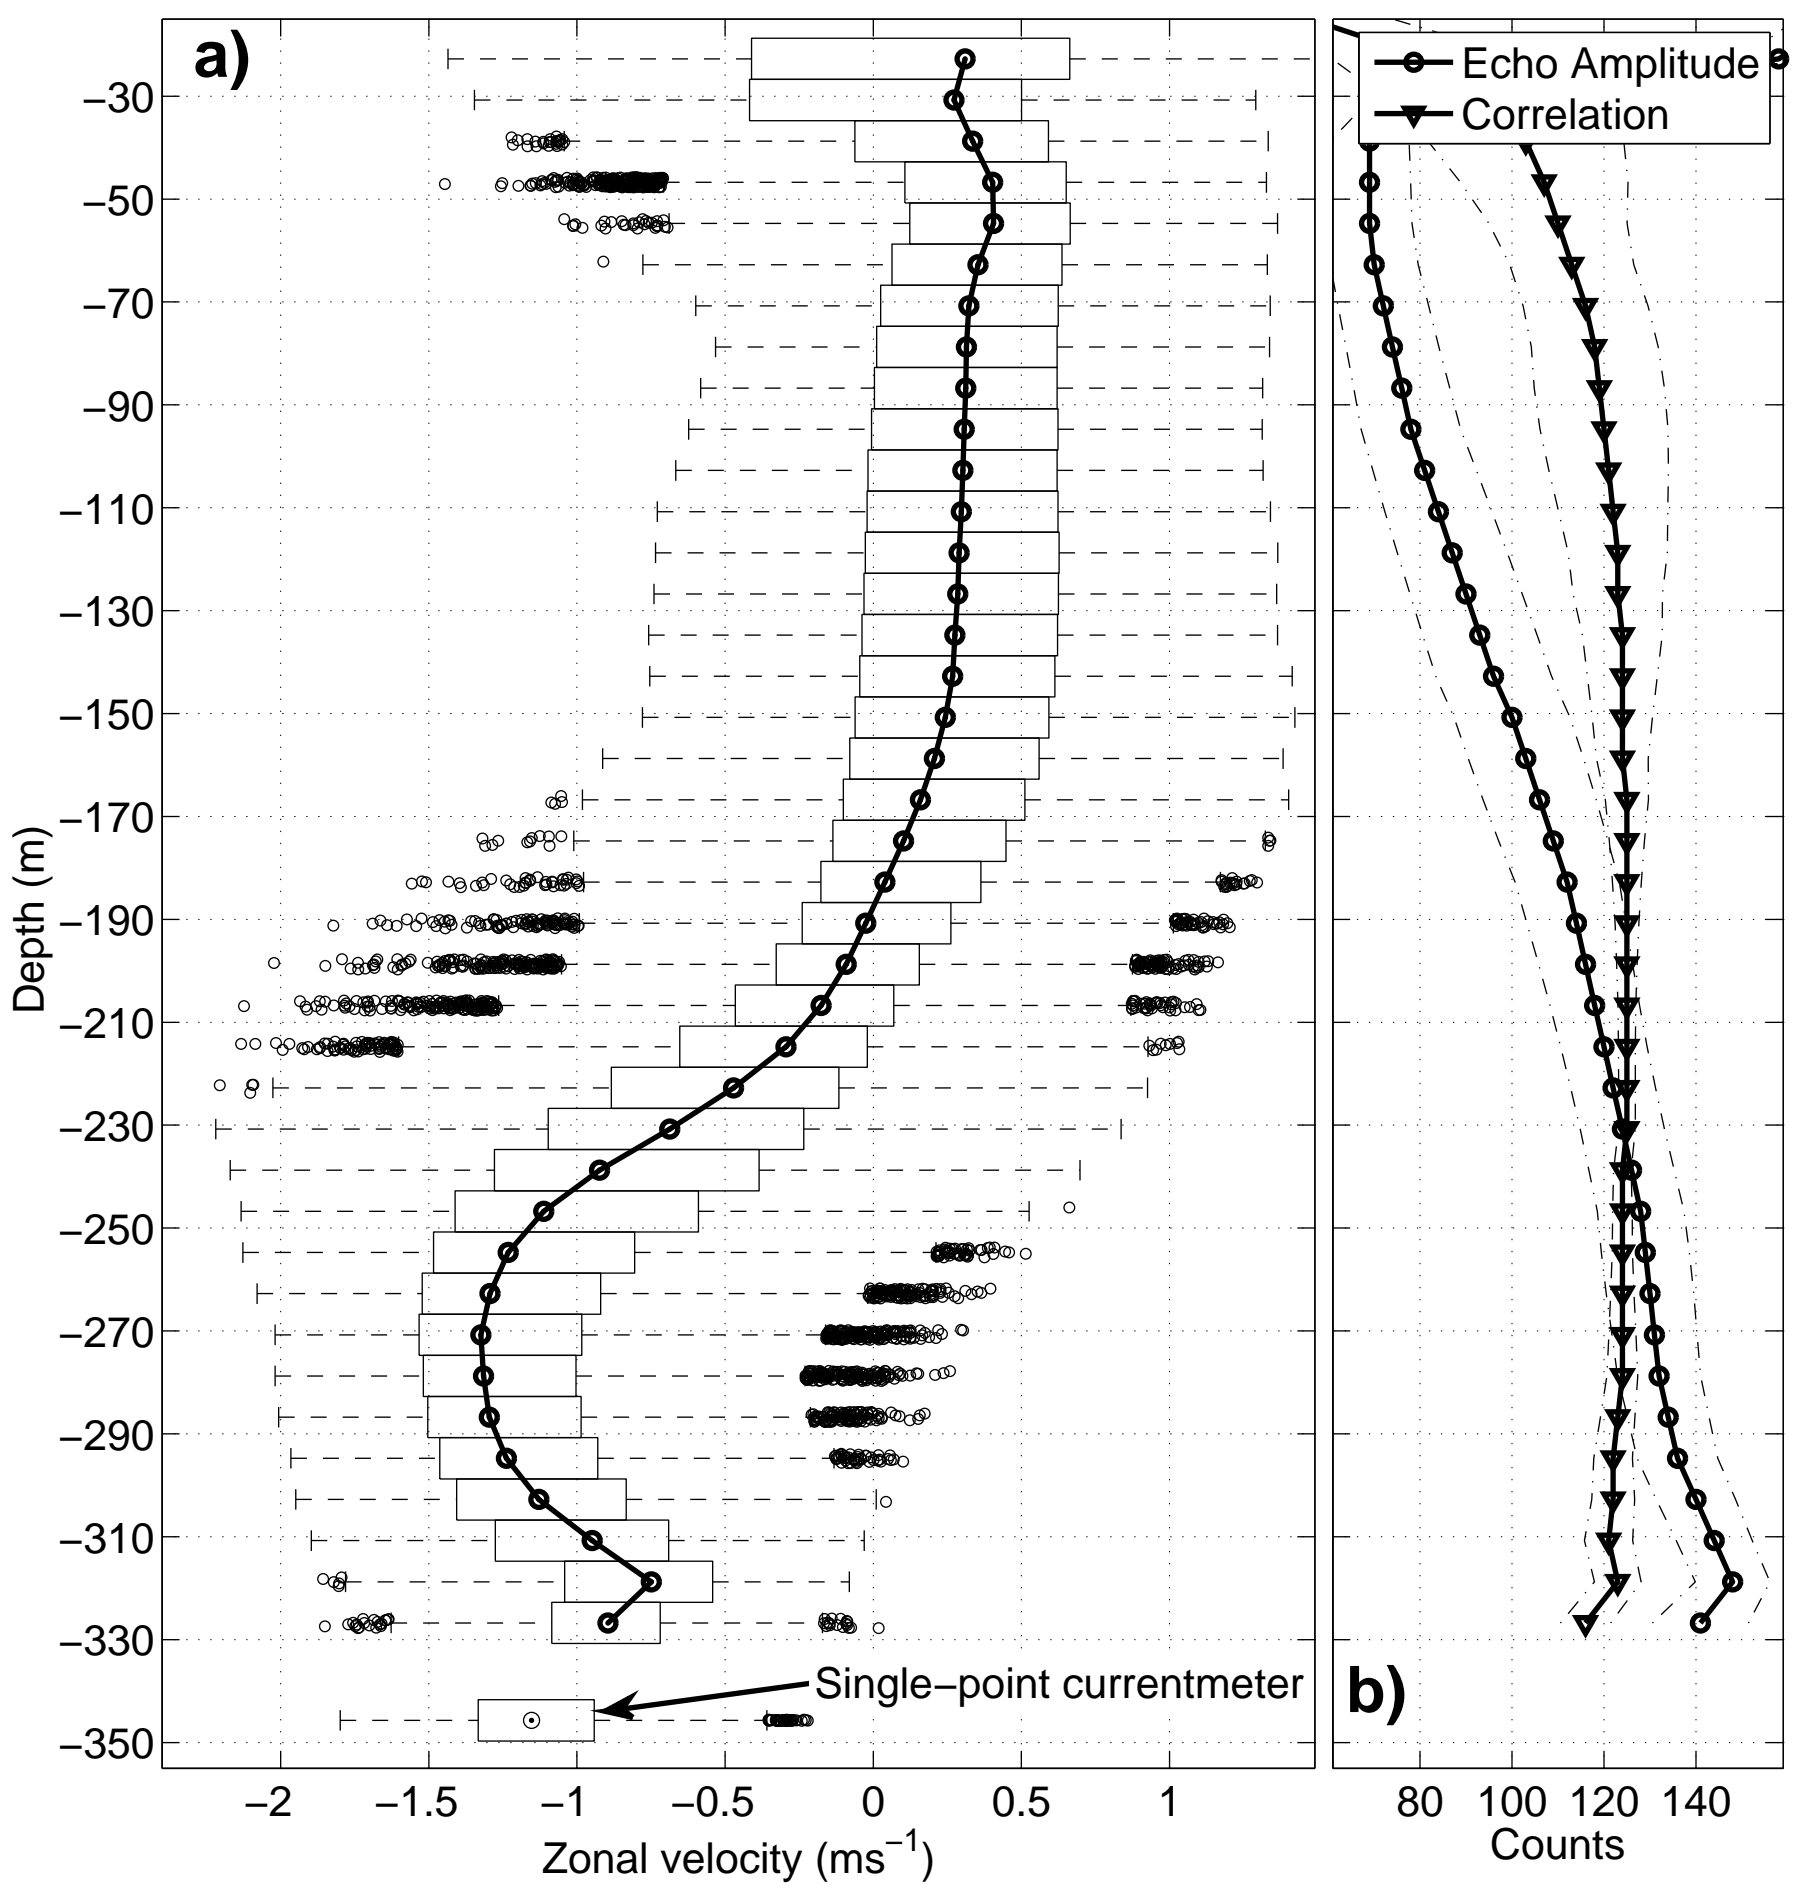 a)
Echo Amplitude
Correlation
−30
−50
−70
−90
−110
−130
−150
−170
−190
−210
−230
−250
−270
−290
−310
−330
−350
Depth (m)
Single−point currentmeter
b)
−2 −1.5 −1 −0.5 0 0.5 1
80 100 120 140
Zonal velocity (ms−1)
Counts